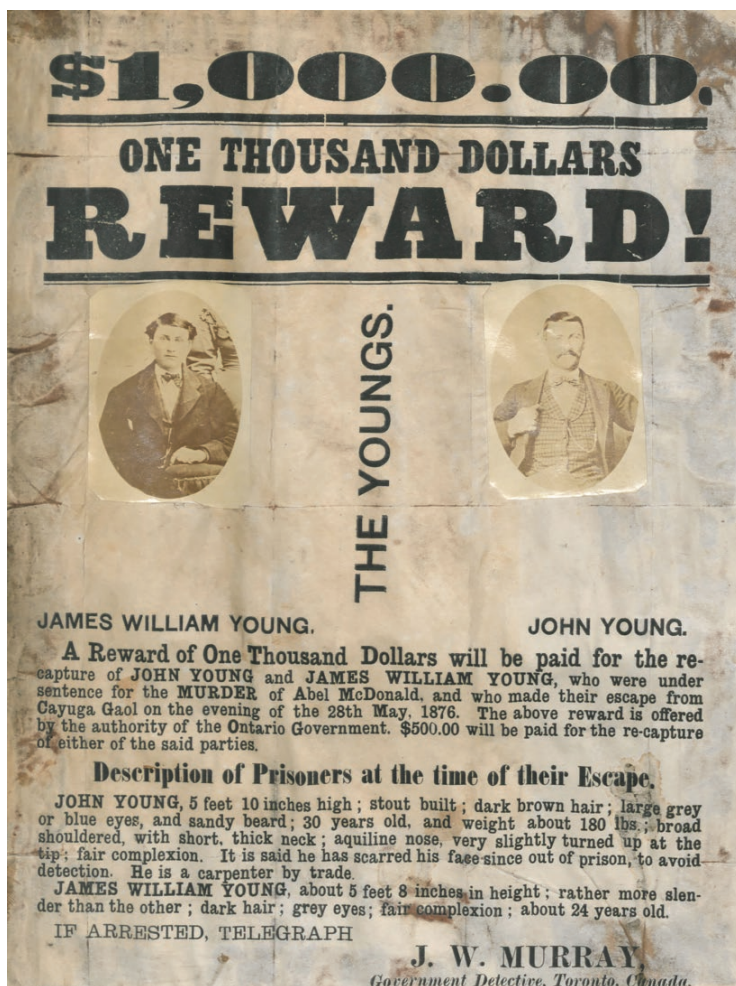 $1,000.00.
ONE THOUSAND DOLLARS
REWARD!
THE YOUNGS.
JAMES WILLIAM YOUNG.
JOHN YOUNG.
A Reward of One Thousand Dollars will be paid for the re-
capture of JOHN YOUNG and JAMES WILLIAM YOUNG, who were under
sentence for the MURDER of Abel McDonald, and who made their escape from
Cayuga Gaol on the evening of the 28th May, 1876. The above reward is offered
by the authority of the Ontario Government. $500.00 will be paid for the re-capture
of either of the said parties.
Description of Prisoners at the time of their Escape.
JOHN YOUNG, 5 feet 10 inches high ; stout built ; dark brown hair ; large grey
or blue eyes, and sandy beard ; 30 years old, and weight about 180 lbs. ; broad
shouldered, with short, thick neck ; aquiline nose, very slightly turned up at the
tip ; fair complexion. It is said he has scarred his face since out of prison, to avoid
detection. He is a carpenter by trade.
JAMES WILLIAM YOUNG, about 5 feet 8 inches in height ; rather more slen-
der than the other ; dark hair ; grey eyes ; fair complexion ; about 24 years old.
IF ARRESTED, TELEGRAPH
J. W. MURRAY,
Government Detective, Toronto, Canada.